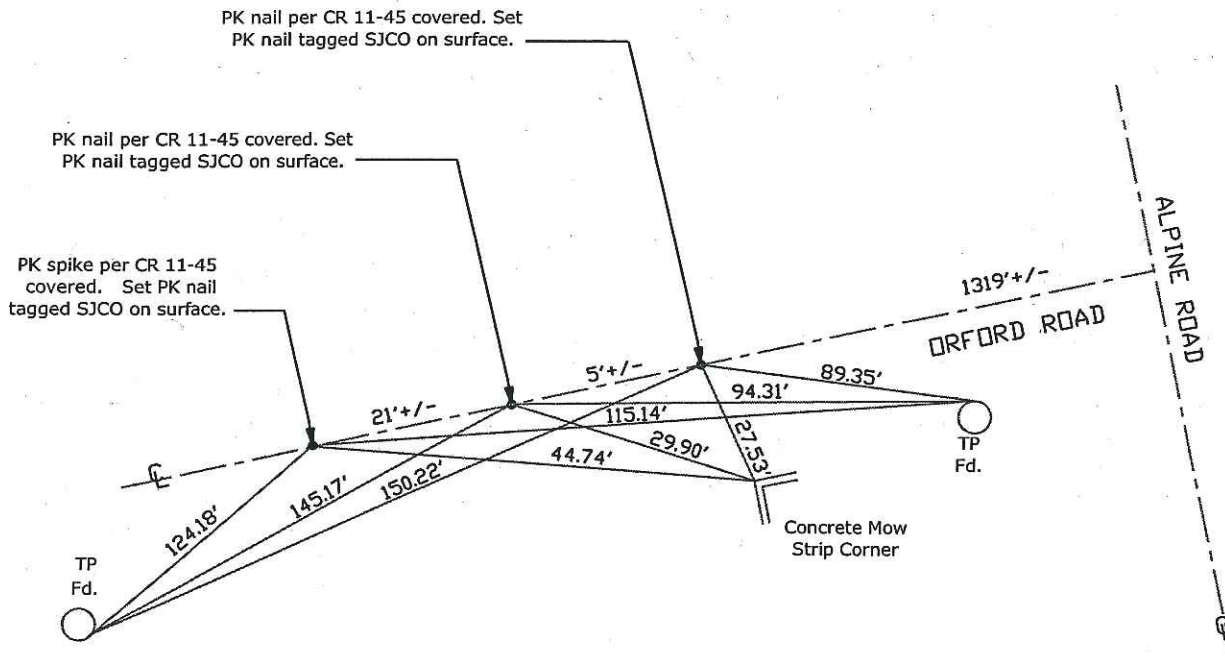 PK nail per CR 11-45 covered. Set
PK nail tagged SJCO on surface.
PK nail per CR 11-45 covered. Set
PK nail tagged SJCO on surface.
PK spike per CR 11-45
covered. Set PK nail
tagged SJCO on surface.
ALPINE ROAD
1319'+/-
ORFORD ROAD
5'+/-
21'+/-
89.35'
94.31'
115.14'
27.53'
29.90'
44.74'
150.22'
145.17'
124.18'
℄
TP
Fd.
Concrete Mow
Strip Corner
TP
Fd.
℄